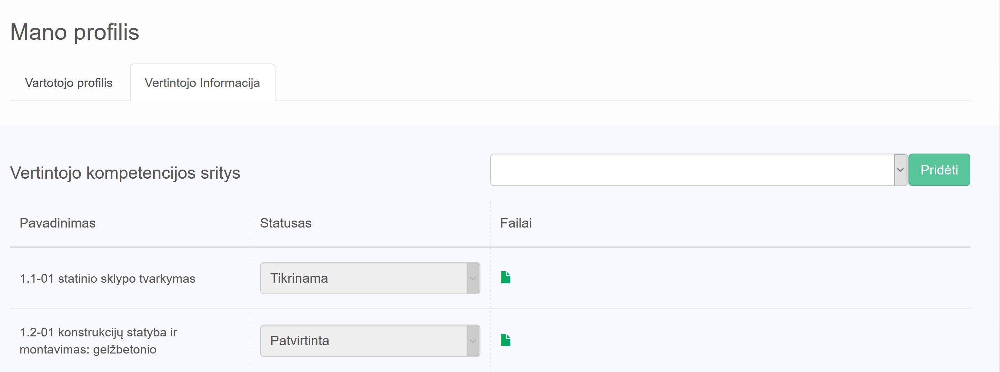 Mano profilis
Vartotojo profilis
Vertintojo Informacija
Vertintojo kompetencijos sritys
Pridėti
Pavadinimas
Statusas
Failai
1.1-01 statinio sklypo tvarkymas
Tikrinama
1.2-01 konstrukcijų statyba ir
montavimas: gelžbetonio
Patvirtinta